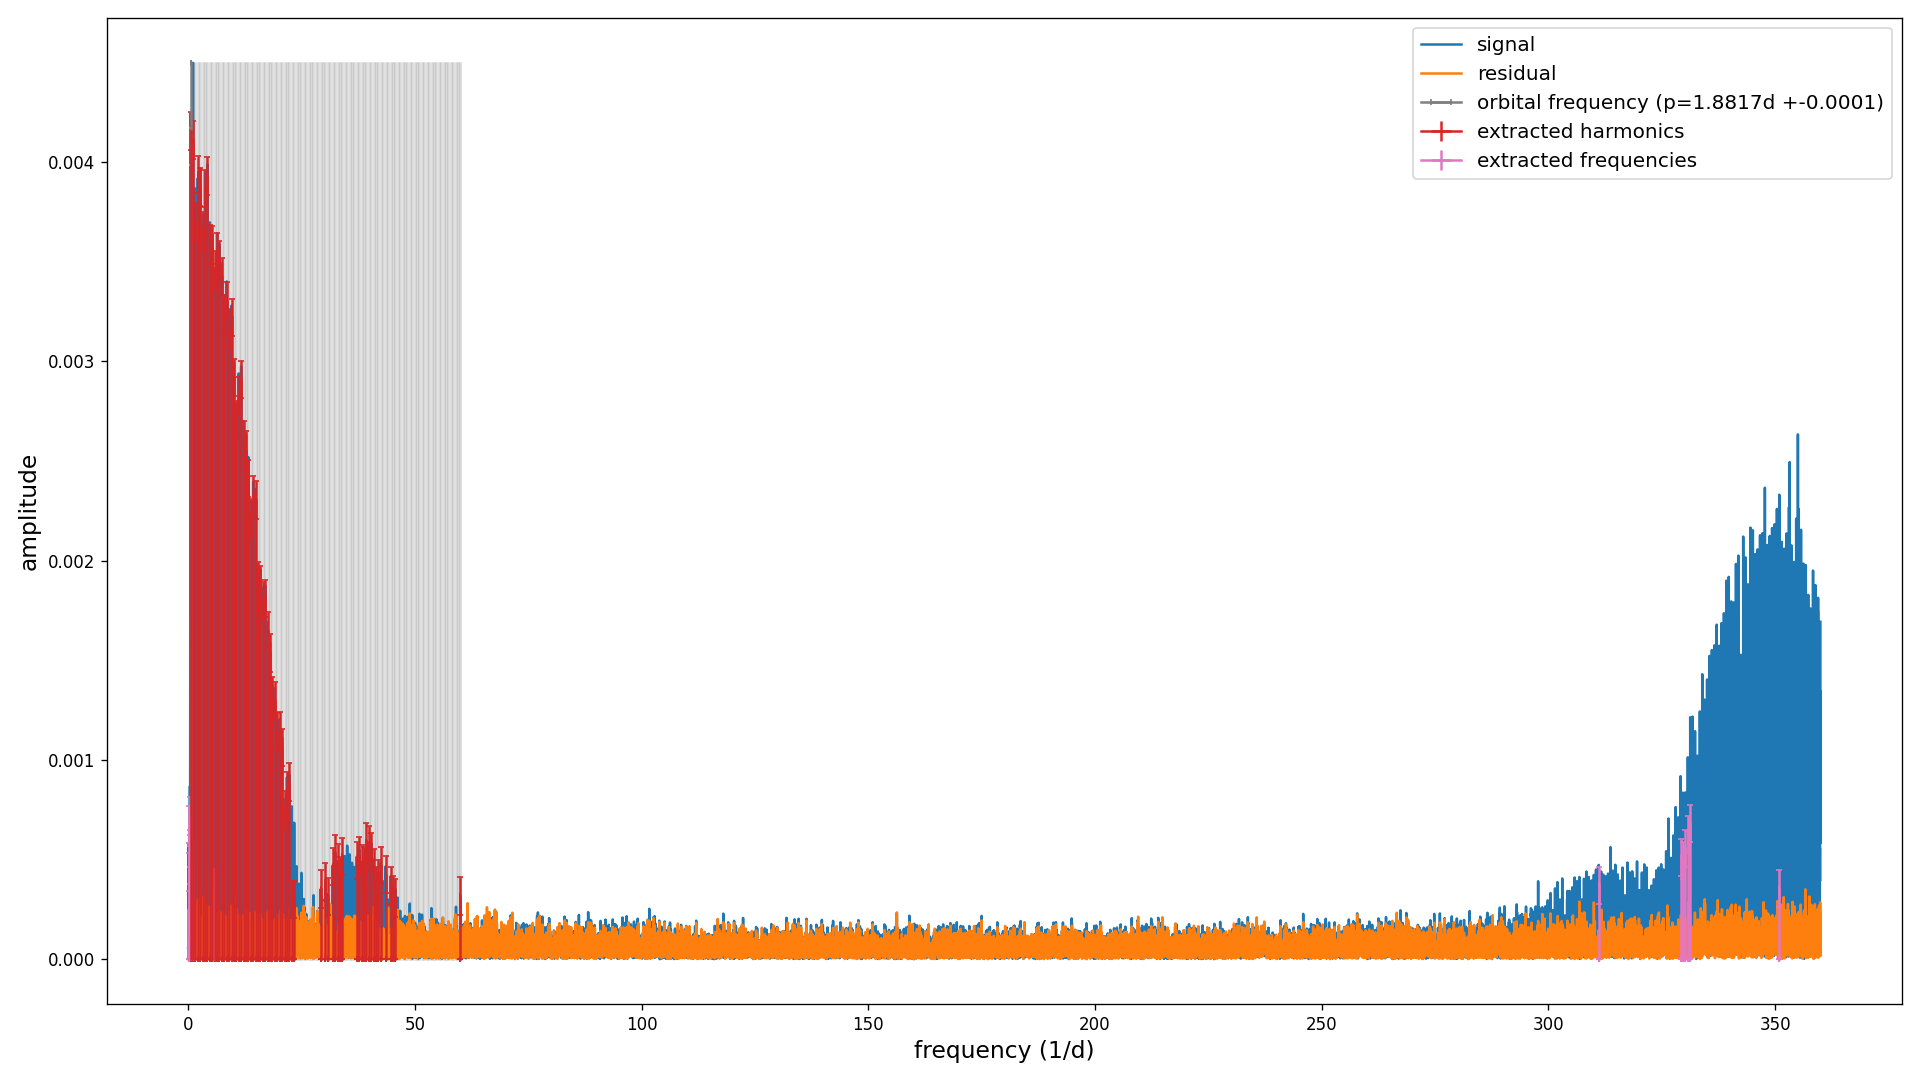 signal
residual
orbital frequency (p=1.8817d +-0.0001)
extracted harmonics
extracted frequencies
amplitude
0.004
0.003
0.002
0.001
0.000
0 50 100 150 200 250 300 350
frequency (1/d)